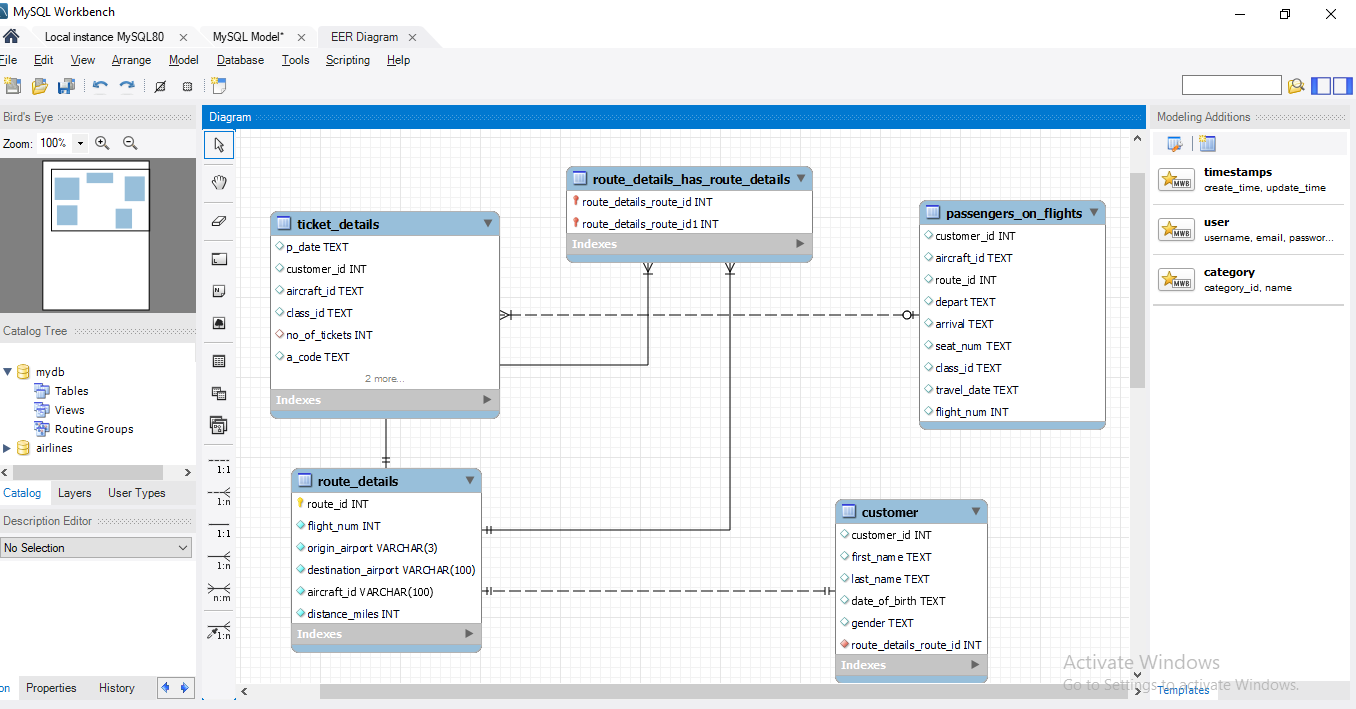 MySQL Workbench
Local instance MySQL80
MySQL Model*
EER Diagram
File Edit View Arrange Model Database Tools Scripting Help
Bird's Eye
Zoom: 100%
Diagram
Modeling Additions
timestamps
create_time, update_time
user
username, email, passwor...
category
category_id, name
Catalog Tree
mydb
Tables
Views
Routine Groups
airlines
Catalog Layers User Types
Description Editor
No Selection
on Properties History
1:1
1:n
1:1
1:n
n:m
1:n
ticket_details
p_date TEXT
customer_id INT
aircraft_id TEXT
class_id TEXT
no_of_tickets INT
a_code TEXT
2 more...
Indexes
route_details_has_route_details
route_details_route_id INT
route_details_route_id1 INT
Indexes
passengers_on_flights
customer_id INT
aircraft_id TEXT
route_id INT
depart TEXT
arrival TEXT
seat_num TEXT
class_id TEXT
travel_date TEXT
flight_num INT
route_details
route_id INT
flight_num INT
origin_airport VARCHAR(3)
destination_airport VARCHAR(100)
aircraft_id VARCHAR(100)
distance_miles INT
Indexes
customer
customer_id INT
first_name TEXT
last_name TEXT
date_of_birth TEXT
gender TEXT
route_details_route_id INT
Indexes
Activate Windows
Go to Settings to activate Windows.
Templates